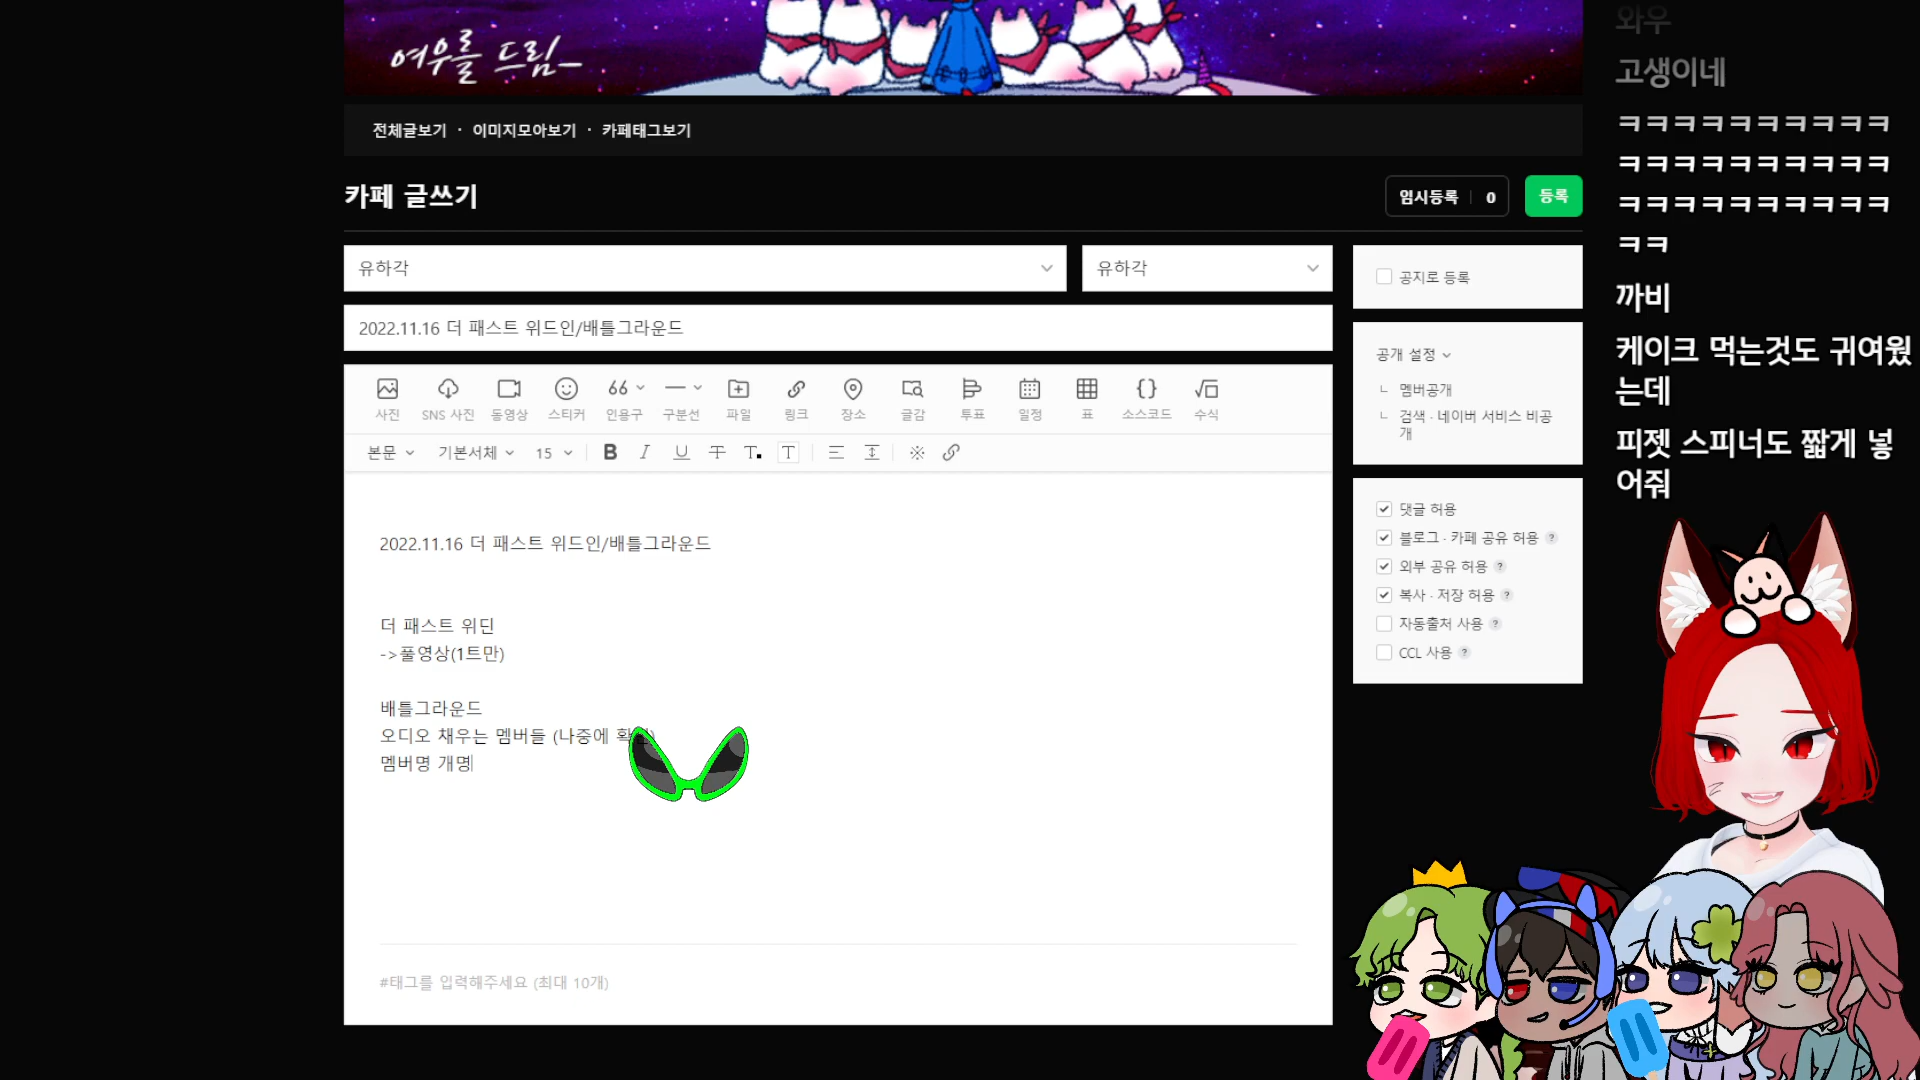 여우를 드림
전체글보기 · 이미지모아보기 · 카페태그보기
카페 글쓰기
임시등록 | 0
등록
유하각
유하각
2022.11.16 더 패스트 위드인/배틀그라운드
사진
SNS 사진
동영상
스티커
인용구
구분선
파일
링크
장소
글감
투표
일정
표
소스코드
수식
본문
기본서체
15
2022.11.16 더 패스트 위드인/배틀그라운드
더 패스트 위딘
->풀영상(1트만)
배틀그라운드
오디오 채우는 멤버들 (나중에
멤버명 개명
#태그를 입력해주세요 (최대 10개)
공지로 등록
공개 설정
ㄴ 멤버공개
ㄴ 검색 · 네이버 서비스 비공
개
댓글 허용
블로그 · 카페 공유 허용 ?
외부 공유 허용 ?
복사 · 저장 허용 ?
자동출처 사용 ?
CCL 사용 ?
와우
고생이네
ㅋㅋㅋㅋㅋㅋㅋㅋㅋㅋ
ㅋㅋㅋㅋㅋㅋㅋㅋㅋㅋ
ㅋㅋㅋㅋㅋㅋㅋㅋㅋㅋ
ㅋㅋ
까비
케이크 먹는것도 귀여웠
는데
피젯 스피너도 짧게 넣
어줘